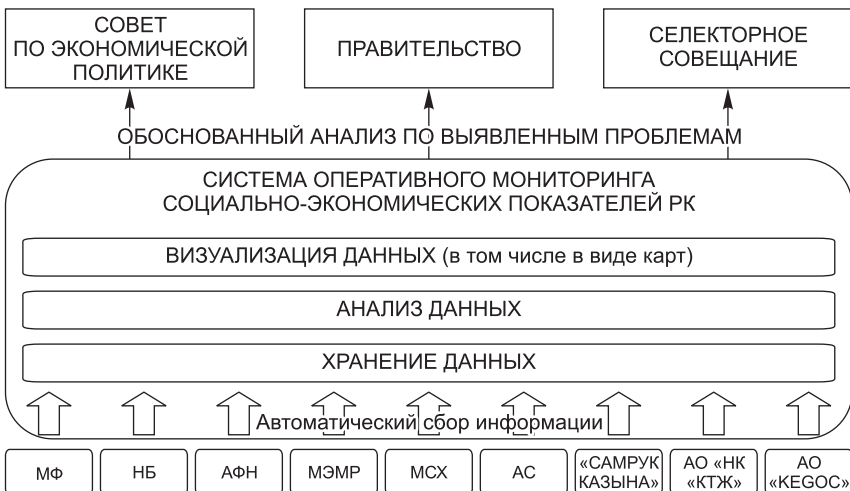 СОВЕТ
ПО ЭКОНОМИЧЕСКОЙ
ПОЛИТИКЕ
ПРАВИТЕЛЬСТВО
СЕЛЕКТОРНОЕ
СОВЕЩАНИЕ
ОБОСНОВАННЫЙ АНАЛИЗ ПО ВЫЯВЛЕННЫМ ПРОБЛЕМАМ
СИСТЕМА ОПЕРАТИВНОГО МОНИТОРИНГА
СОЦИАЛЬНО-ЭКОНОМИЧЕСКИХ ПОКАЗАТЕЛЕЙ РК
ВИЗУАЛИЗАЦИЯ ДАННЫХ (в том числе в виде карт)
АНАЛИЗ ДАННЫХ
ХРАНЕНИЕ ДАННЫХ
Автоматический сбор информации
МФ
НБ
АФН
МЭМР
МСХ
АС
«САМРУК
КАЗЫНА»
АО «НК
«КТЖ»
АО
«KEGOC»